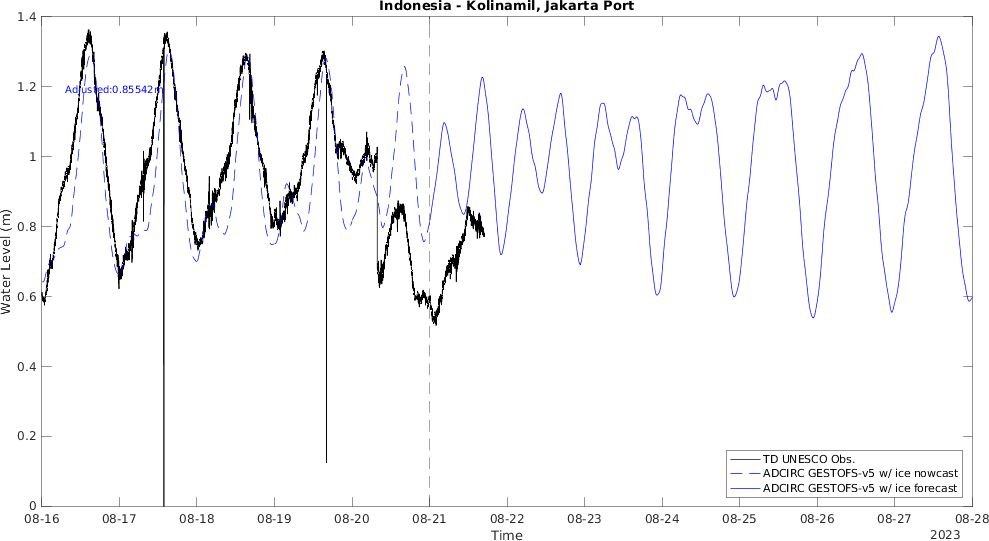 Indonesia - Kolinamil, Jakarta Port
1.4
1.2
1
0.8
0.6
0.4
0.2
0
Water Level (m)
Adjusted:0.85542m
TD UNESCO Obs.
ADCIRC GESTOFS-v5 w/ ice nowcast
ADCIRC GESTOFS-v5 w/ ice forecast
08-16 08-17 08-18 08-19 08-20 08-21 08-22 08-23 08-24 08-25 08-26 08-27 08-28
Time
2023